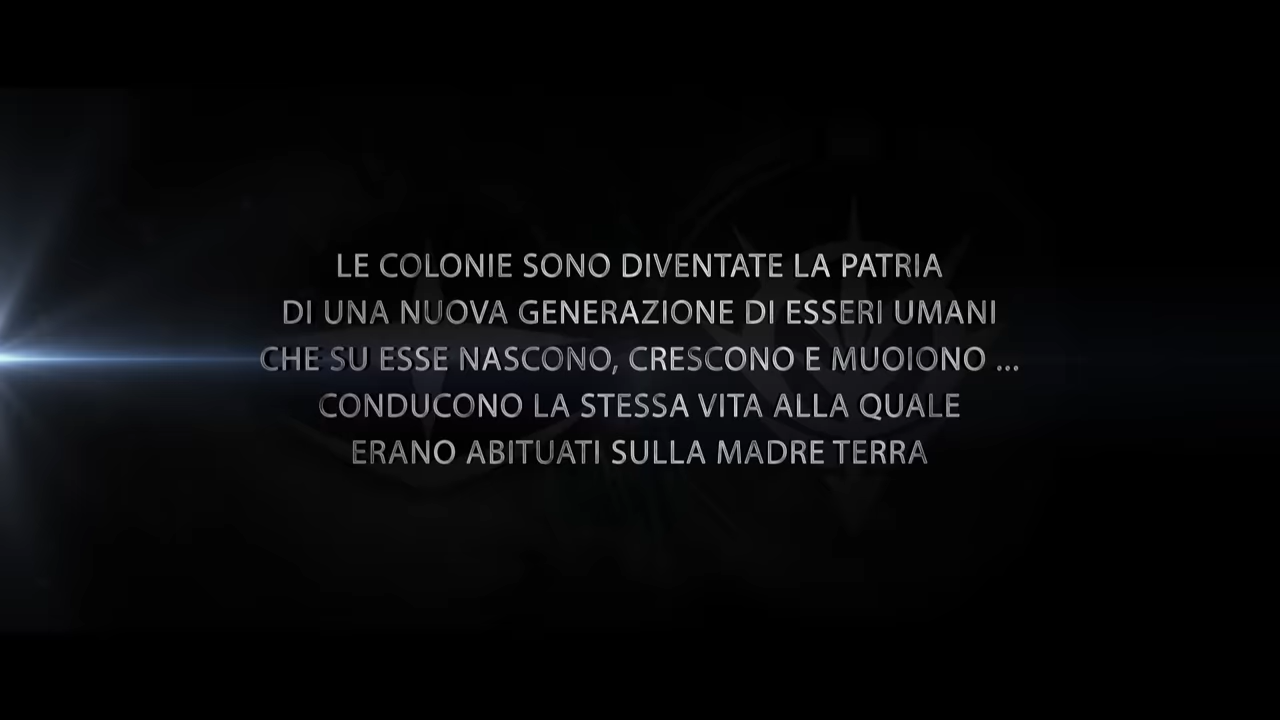 LE COLONIE SONO DIVENTATE LA PATRIA
DI UNA NUOVA GENERAZIONE DI ESSERI UMANI
CHE SU ESSE NASCONO, CRESCONO E MUOIONO ...
CONDUCONO LA STESSA VITA ALLA QUALE
ERANO ABITUATI SULLA MADRE TERRA